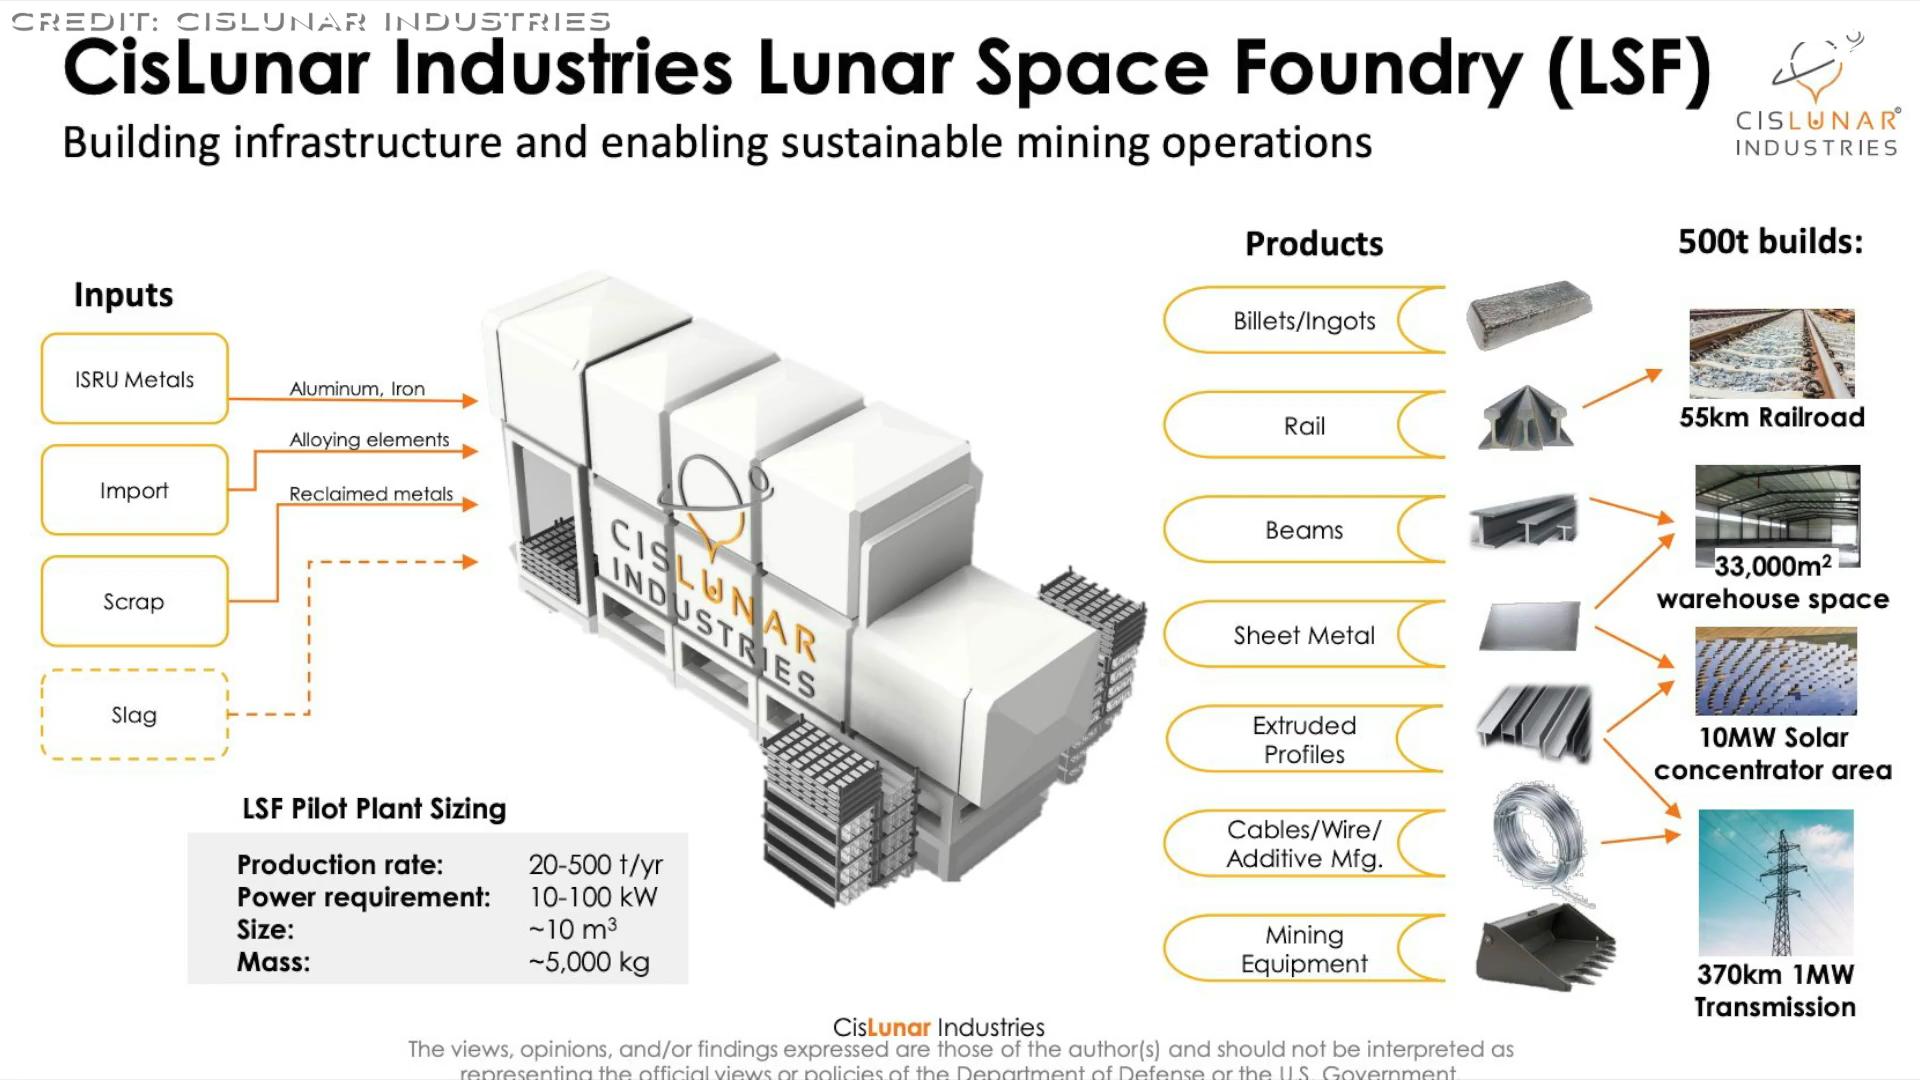 CREDIT: CISLUNAR INDUSTRIES
CisLunar Industries Lunar Space Foundry (LSF)
Building infrastructure and enabling sustainable mining operations
CISLUNAR®
INDUSTRIES
Inputs
ISRU Metals
Aluminum, Iron
Import
Alloying elements
Scrap
Reclaimed metals
Slag
CISLUNAR
INDUSTRIES
LSF Pilot Plant Sizing
Production rate: 20-500 t/yr
Power requirement: 10-100 kW
Size: ~10 m³
Mass: ~5,000 kg
Products
Billets/Ingots
Rail
Beams
Sheet Metal
Extruded
Profiles
Cables/Wire/
Additive Mfg.
Mining
Equipment
500t builds:
55km Railroad
33,000m²
warehouse space
10MW Solar
concentrator area
370km 1MW
Transmission
CisLunar Industries
The views, opinions, and/or findings expressed are those of the author(s) and should not be interpreted as
representing the official views or policies of the Department of Defense or the U.S. Government.